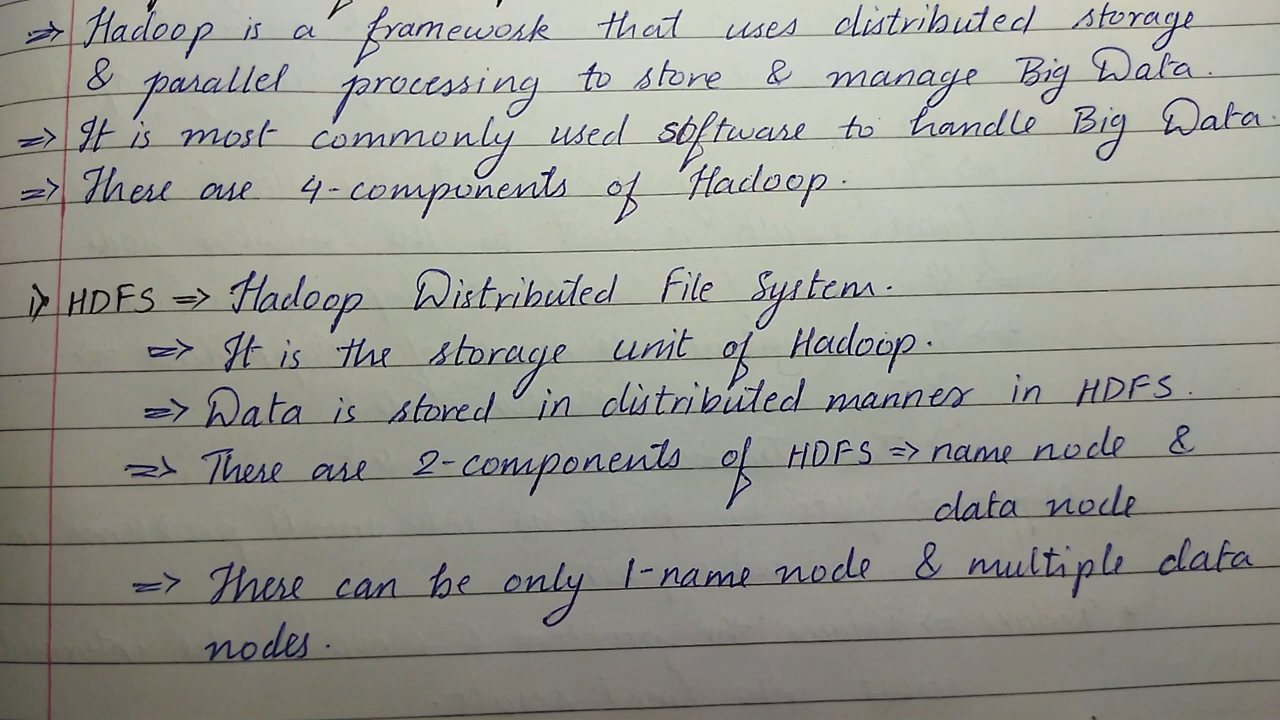 ⇒ Hadoop is a framework that uses distributed storage
& parallel processing to store & manage Big Data.
⇒ It is most commonly used software to handle Big Data.
⇒ There are 4-components of Hadoop.
i) HDFS ⇒ Hadoop Distributed File System.
⇒ It is the storage unit of Hadoop.
⇒ Data is stored in distributed manner in HDFS.
⇒ There are 2-components of HDFS ⇒ name node &
data node
⇒ There can be only 1-name node & multiple data
nodes.